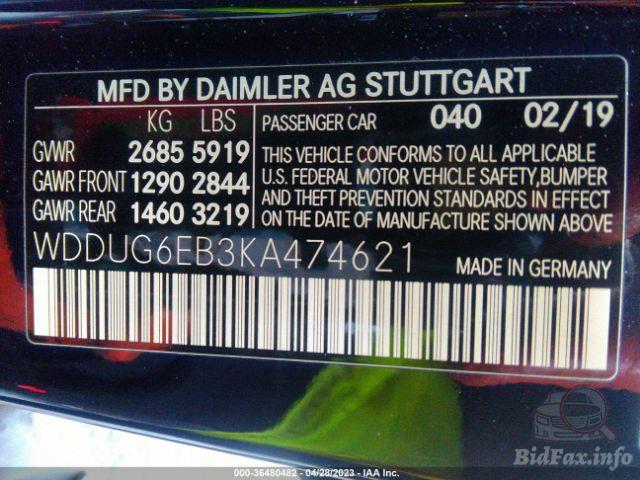 MFD BY DAIMLER AG STUTTGART
KG LBS
PASSENGER CAR 040 02/19
GVWR 2685 5919
GAWR FRONT 1290 2844
GAWR REAR 1460 3219
THIS VEHICLE CONFORMS TO ALL APPLICABLE
U.S. FEDERAL MOTOR VEHICLE SAFETY,BUMPER
AND THEFT PREVENTION STANDARDS IN EFFECT
ON THE DATE OF MANUFACTURE SHOWN ABOVE
WDDUG6EB3KA474621
MADE IN GERMANY
BidFax.info
000-36480482 - 04/28/2023 - IAA Inc.